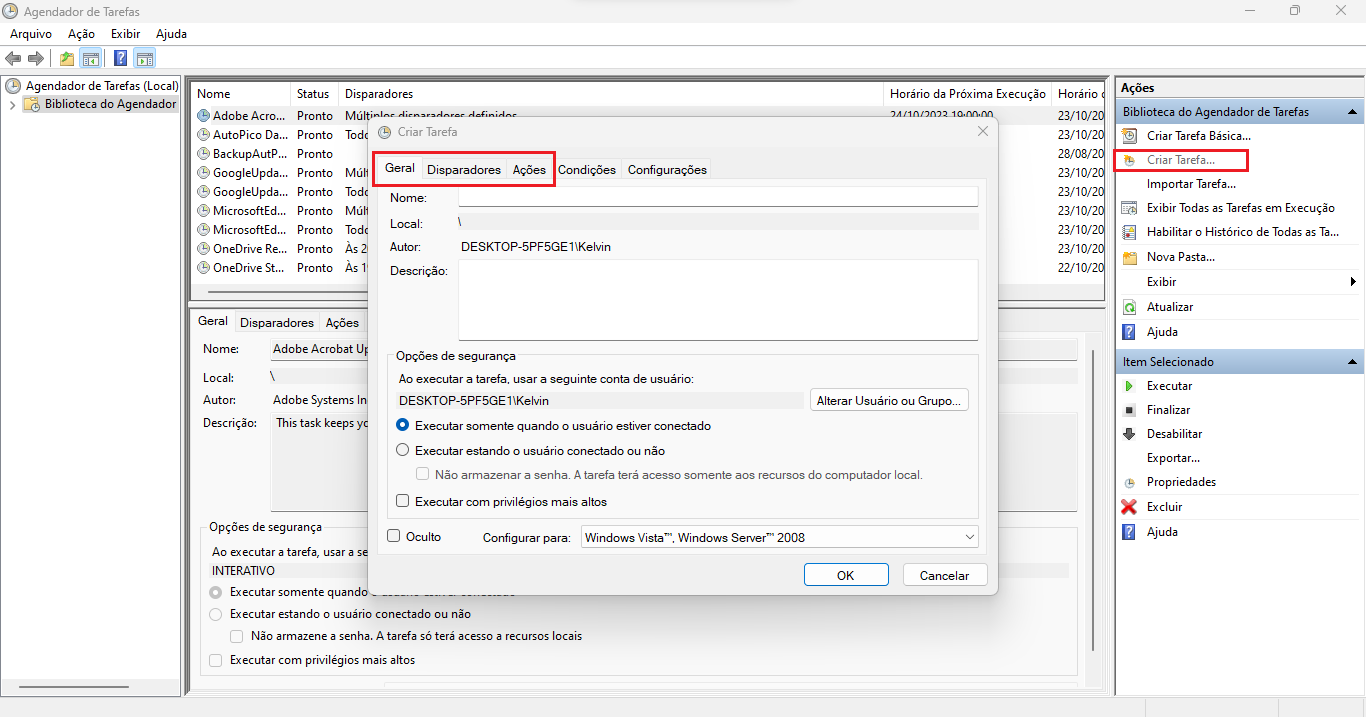 Agendador de Tarefas
Arquivo Ação Exibir Ajuda
Agendador de Tarefas (Local)
Biblioteca do Agendador
Nome Status Disparadores Horário da Próxima Execução Horário
Adobe Acro... Pronto Múltiplos disparadores definidos 24/10/2023 19:00:00 23/10/20
AutoPico Da... Pronto Todo 23/10/20
BackupAutP... Pronto 28/08/20
GoogleUpda... Pronto Múlt 23/10/20
GoogleUpda... Pronto Todo 23/10/20
MicrosoftEd... Pronto Múlt 23/10/20
MicrosoftEd... Pronto Todo 23/10/20
OneDrive Re... Pronto Às 2 23/10/20
OneDrive St... Pronto Às 1 22/10/20
Geral Disparadores Ações
Nome: Adobe Acrobat Up
Local: \
Autor: Adobe Systems In
Descrição: This task keeps yo
Opções de segurança
Ao executar a tarefa, usar a se
INTERATIVO
Executar somente quando o usuário estiver conectado
Executar estando o usuário conectado ou não
Não armazene a senha. A tarefa só terá acesso a recursos locais
Executar com privilégios mais altos
Criar Tarefa
Geral Disparadores Ações Condições Configurações
Nome:
Local: \
Autor: DESKTOP-5PF5GE1\Kelvin
Descrição:
Opções de segurança
Ao executar a tarefa, usar a seguinte conta de usuário:
DESKTOP-5PF5GE1\Kelvin Alterar Usuário ou Grupo...
Executar somente quando o usuário estiver conectado
Executar estando o usuário conectado ou não
Não armazenar a senha. A tarefa terá acesso somente aos recursos do computador local.
Executar com privilégios mais altos
Oculto Configurar para: Windows Vista™, Windows Server™ 2008
OK Cancelar
Ações
Biblioteca do Agendador de Tarefas
Criar Tarefa Básica...
Criar Tarefa...
Importar Tarefa...
Exibir Todas as Tarefas em Execução
Habilitar o Histórico de Todas as Ta...
Nova Pasta...
Exibir
Atualizar
Ajuda
Item Selecionado
Executar
Finalizar
Desabilitar
Exportar...
Propriedades
Excluir
Ajuda